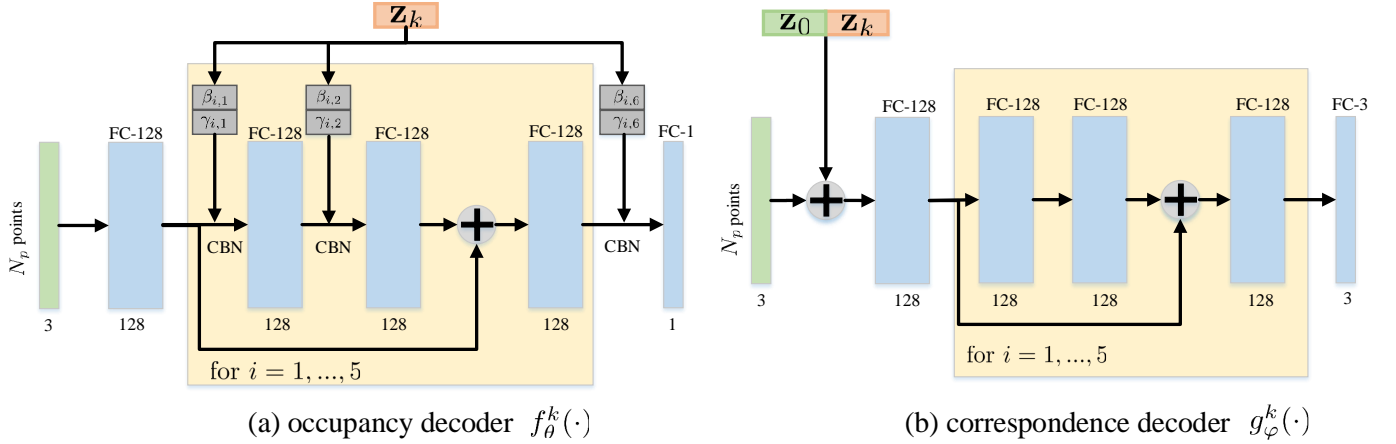 z_k
β_{i,1}
γ_{i,1}
β_{i,2}
γ_{i,2}
β_{i,6}
γ_{i,6}
FC-128
FC-128
FC-128
FC-128
FC-1
N_p points
CBN
CBN
CBN
3
128
128
128
128
1
for i = 1, ..., 5
(a) occupancy decoder f_θ^k(·)
z_0 z_k
FC-128
FC-128
FC-128
FC-128
FC-3
N_p points
3
128
128
128
128
3
for i = 1, ..., 5
(b) correspondence decoder g_φ^k(·)